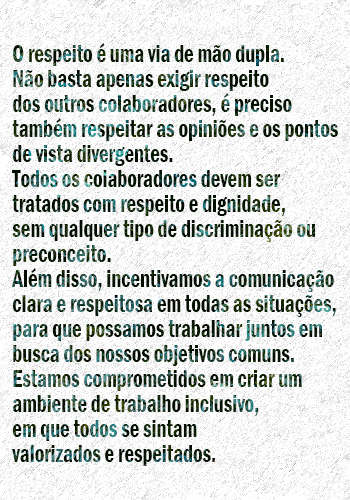 O respeito é uma via de mão dupla.
Não basta apenas exigir respeito
dos outros colaboradores, é preciso
também respeitar as opiniões e os pontos
de vista divergentes.
Todos os colaboradores devem ser
tratados com respeito e dignidade,
sem qualquer tipo de discriminação ou
preconceito.
Além disso, incentivamos a comunicação
clara e respeitosa em todas as situações,
para que possamos trabalhar juntos em
busca dos nossos objetivos comuns.
Estamos comprometidos em criar um
ambiente de trabalho inclusivo,
em que todos se sintam
valorizados e respeitados.